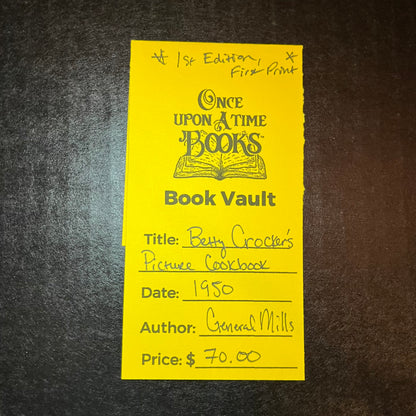 * 1st Edition, *
First Print
ONCE
UPON A TIME
BOOKS
Book Vault
Title: Betty Crocker's
Picture Cookbook
Date: 1950
Author: General Mills
Price: $ 70.00